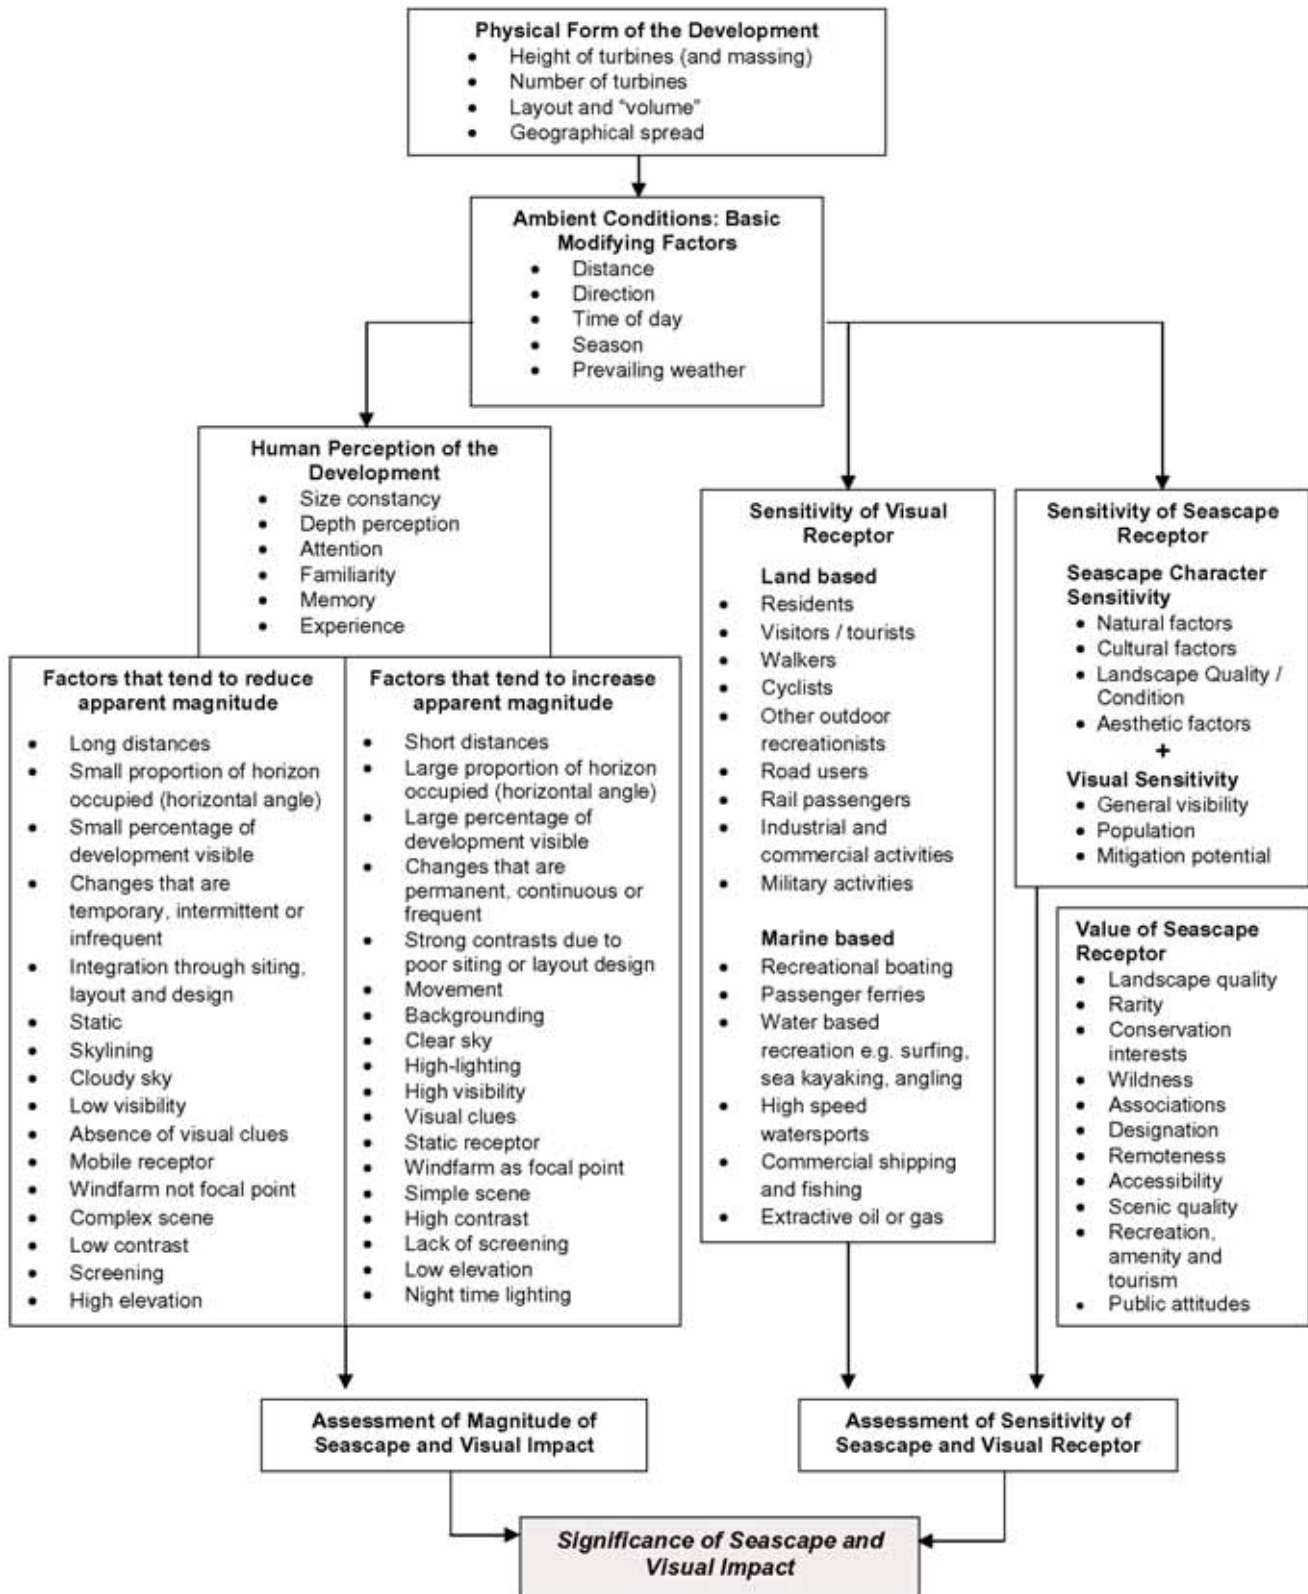 Physical Form of the Development
• Height of turbines (and massing)
• Number of turbines
• Layout and “volume”
• Geographical spread
Ambient Conditions: Basic
Modifying Factors
• Distance
• Direction
• Time of day
• Season
• Prevailing weather
Human Perception of the
Development
• Size constancy
• Depth perception
• Attention
• Familiarity
• Memory
• Experience
Factors that tend to reduce
apparent magnitude
• Long distances
• Small proportion of horizon
occupied (horizontal angle)
• Small percentage of
development visible
• Changes that are
temporary, intermittent or
infrequent
• Integration through siting,
layout and design
• Static
• Skylining
• Cloudy sky
• Low visibility
• Absence of visual clues
• Mobile receptor
• Windfarm not focal point
• Complex scene
• Low contrast
• Screening
• High elevation
Factors that tend to increase
apparent magnitude
• Short distances
• Large proportion of horizon
occupied (horizontal angle)
• Large percentage of
development visible
• Changes that are
permanent, continuous or
frequent
• Strong contrasts due to
poor siting or layout design
• Movement
• Backgrounding
• Clear sky
• High-lighting
• High visibility
• Visual clues
• Static receptor
• Windfarm as focal point
• Simple scene
• High contrast
• Lack of screening
• Low elevation
• Night time lighting
Sensitivity of Visual
Receptor
Land based
• Residents
• Visitors / tourists
• Walkers
• Cyclists
• Other outdoor
recreationists
• Road users
• Rail passengers
• Industrial and
commercial activities
• Military activities
Marine based
• Recreational boating
• Passenger ferries
• Water based
recreation e.g. surfing,
sea kayaking, angling
• High speed
watersports
• Commercial shipping
and fishing
• Extractive oil or gas
Sensitivity of Seascape
Receptor
Seascape Character
Sensitivity
• Natural factors
• Cultural factors
• Landscape Quality /
Condition
• Aesthetic factors
+
Visual Sensitivity
• General visibility
• Population
• Mitigation potential
Value of Seascape
Receptor
• Landscape quality
• Rarity
• Conservation
interests
• Wildness
• Associations
• Designation
• Remoteness
• Accessibility
• Scenic quality
• Recreation,
amenity and
tourism
• Public attitudes
Assessment of Magnitude of
Seascape and Visual Impact
Assessment of Sensitivity of
Seascape and Visual Receptor
Significance of Seascape and
Visual Impact